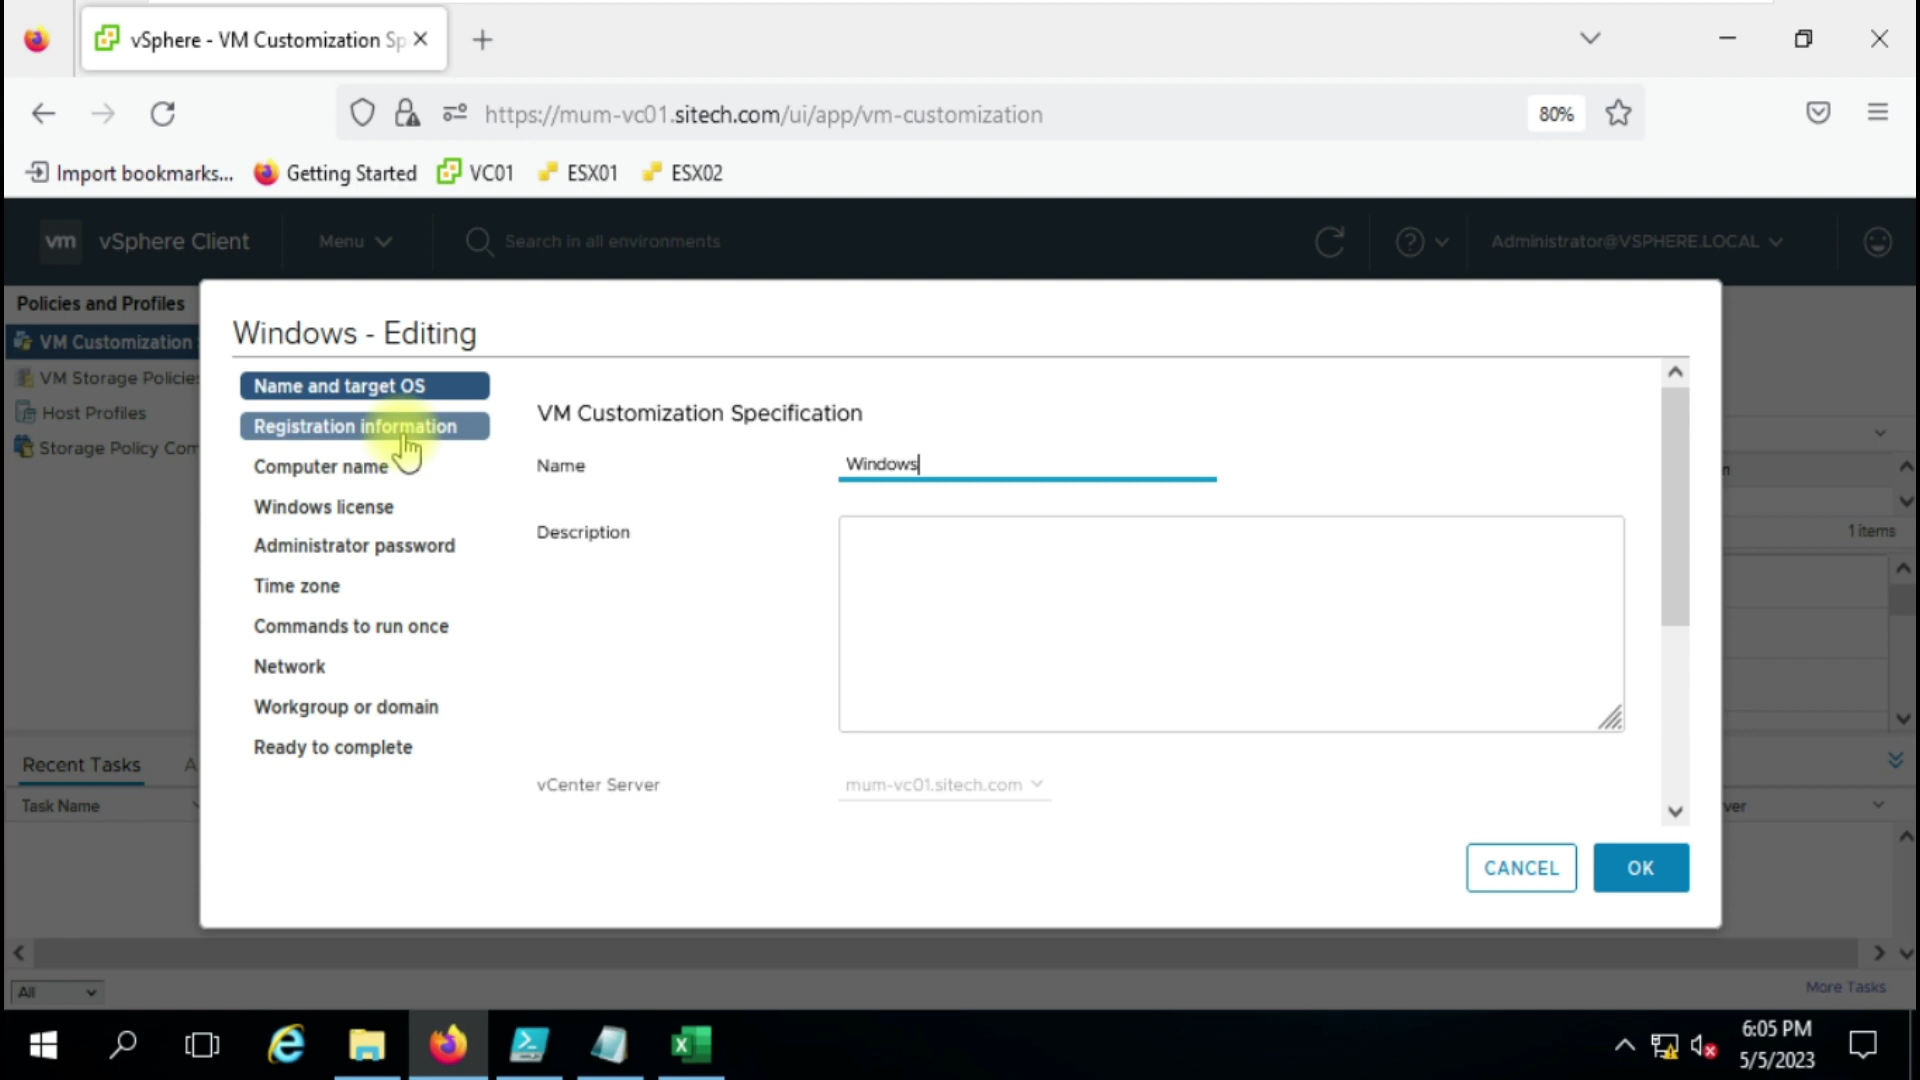 vSphere - VM Customization Sp
https://mum-vc01.sitech.com/ui/app/vm-customization
80%
Import bookmarks...
Getting Started
VC01
ESX01
ESX02
vm
vSphere Client
Menu
Search in all environments
Administrator@VSPHERE.LOCAL
Policies and Profiles
VM Customization
VM Storage Policies
Host Profiles
Storage Policy Com
Windows - Editing
Name and target OS
Registration information
Computer name
Windows license
Administrator password
Time zone
Commands to run once
Network
Workgroup or domain
Ready to complete
VM Customization Specification
Name
Windows
Description
vCenter Server
mum-vc01.sitech.com
CANCEL
OK
1 items
Recent Tasks
A
Task Name
ver
All
More Tasks
6:05 PM
5/5/2023